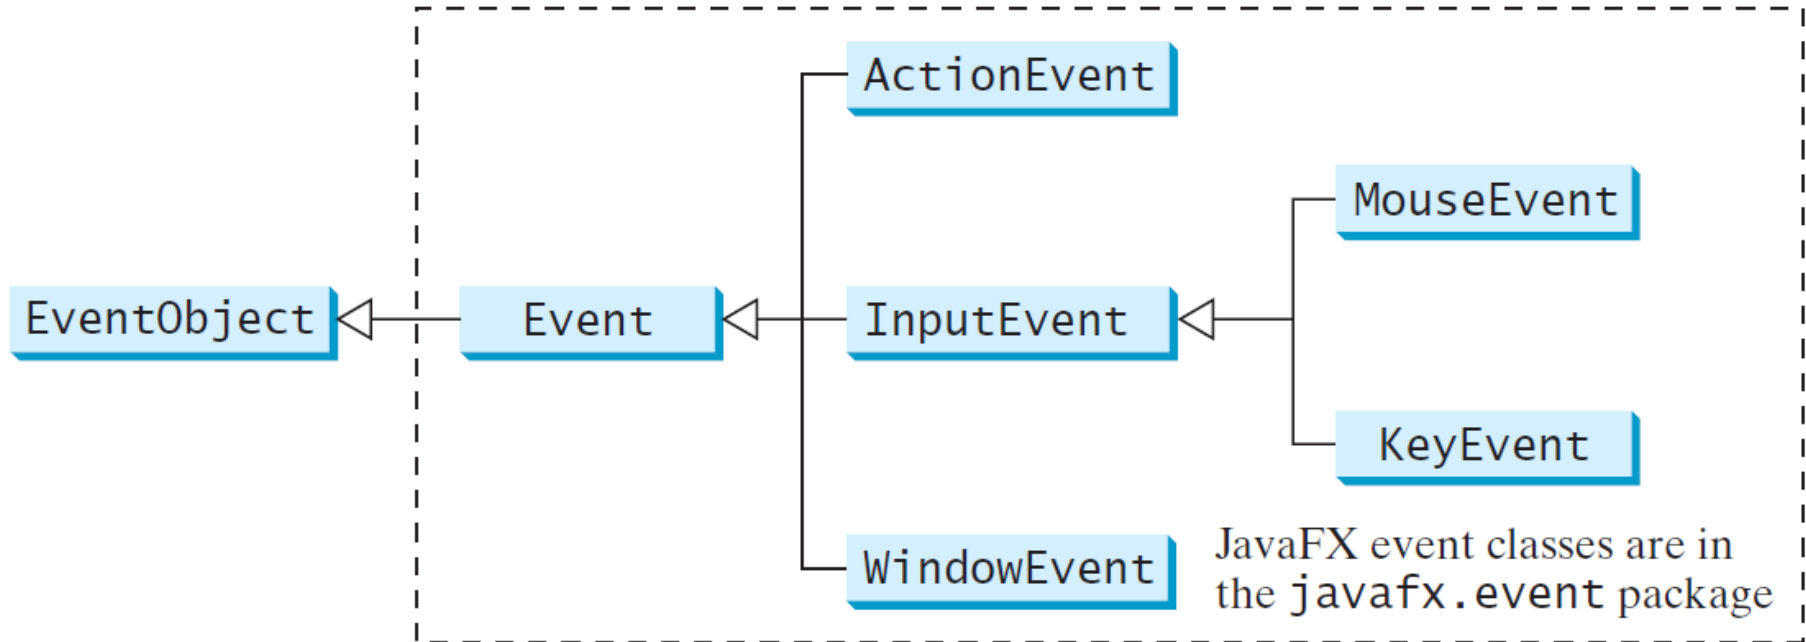 ActionEvent
MouseEvent
EventObject
Event
InputEvent
KeyEvent
WindowEvent
JavaFX event classes are in
the javafx.event package